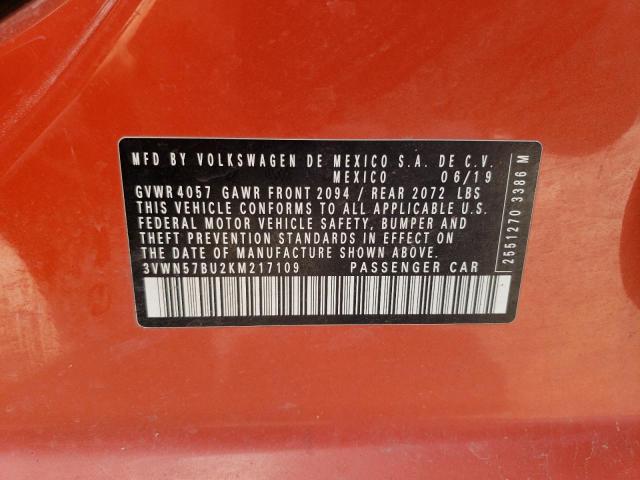 MFD BY VOLKSWAGEN DE MEXICO S.A. DE C.V.
MEXICO 06/19
GVWR 4057 GAWR FRONT 2094 / REAR 2072 LBS
THIS VEHICLE CONFORMS TO ALL APPLICABLE U.S.
FEDERAL MOTOR VEHICLE SAFETY, BUMPER AND
THEFT PREVENTION STANDARDS IN EFFECT ON
THE DATE OF MANUFACTURE SHOWN ABOVE.
3VWN57BU2KM217109 PASSENGER CAR
2551270 3386 M